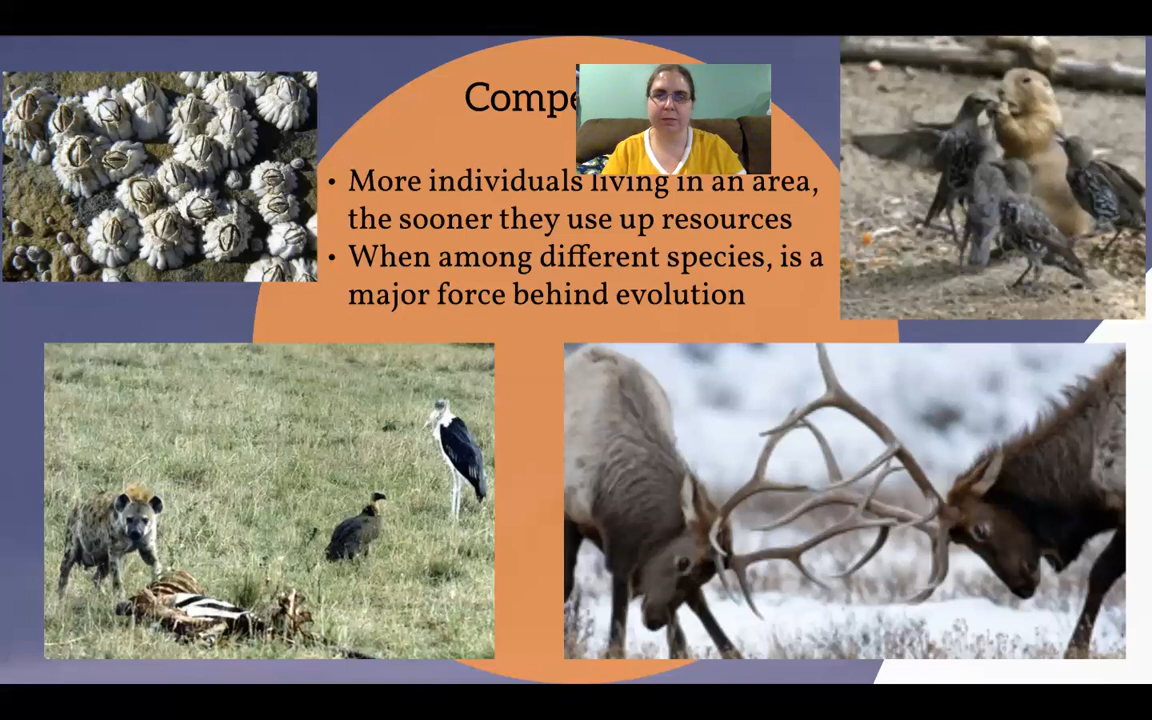 Compe
• More individuals living in an area,
the sooner they use up resources
• When among different species, is a
major force behind evolution